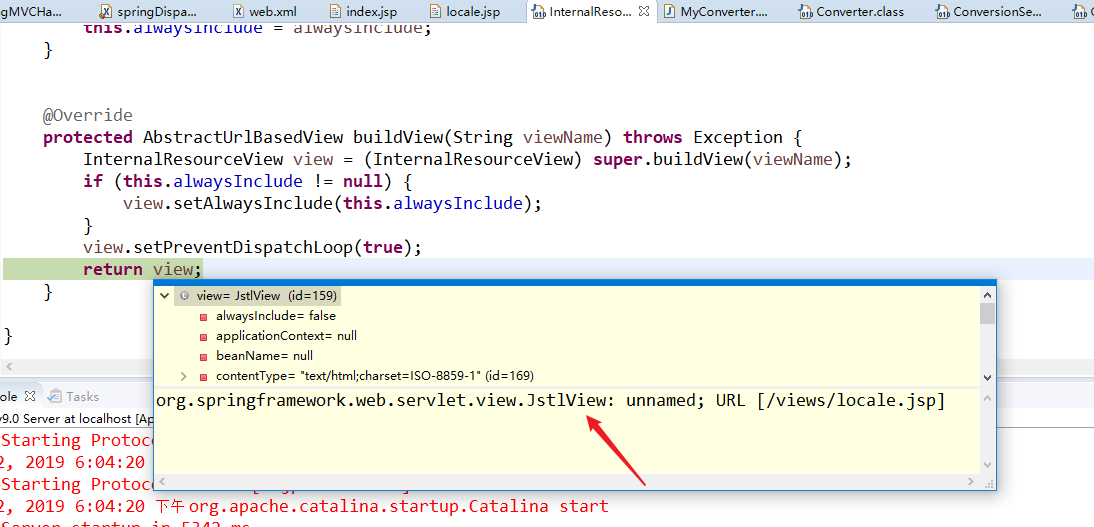 gMVCHa... springDispa... web.xml index.jsp locale.jsp InternalReso... MyConverter.... Converter.class ConversionSe...
this.alwaysInclude = alwaysInclude;
}
@Override
protected AbstractUrlBasedView buildView(String viewName) throws Exception {
InternalResourceView view = (InternalResourceView) super.buildView(viewName);
if (this.alwaysInclude != null) {
view.setAlwaysInclude(this.alwaysInclude);
}
view.setPreventDispatchLoop(true);
return view;
}
}
view= JstlView (id=159)
alwaysInclude= false
applicationContext= null
beanName= null
contentType= "text/html;charset=ISO-8859-1" (id=169)
org.springframework.web.servlet.view.JstlView: unnamed; URL [/views/locale.jsp]
ole Tasks
v9.0 Server at localhost [Ap
Starting Protoc
2, 2019 6:04:20
Starting Protoc
2, 2019 6:04:20 下午 org.apache.catalina.startup.Catalina start
Server startup in 5342 ms